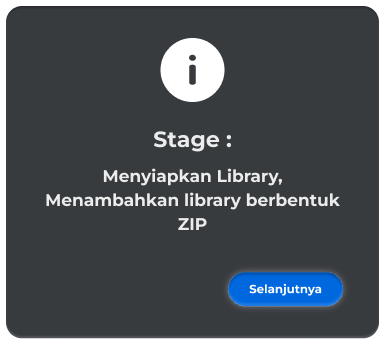 Stage :
Menyiapkan Library,
Menambahkan library berbentuk
ZIP
Selanjutnya